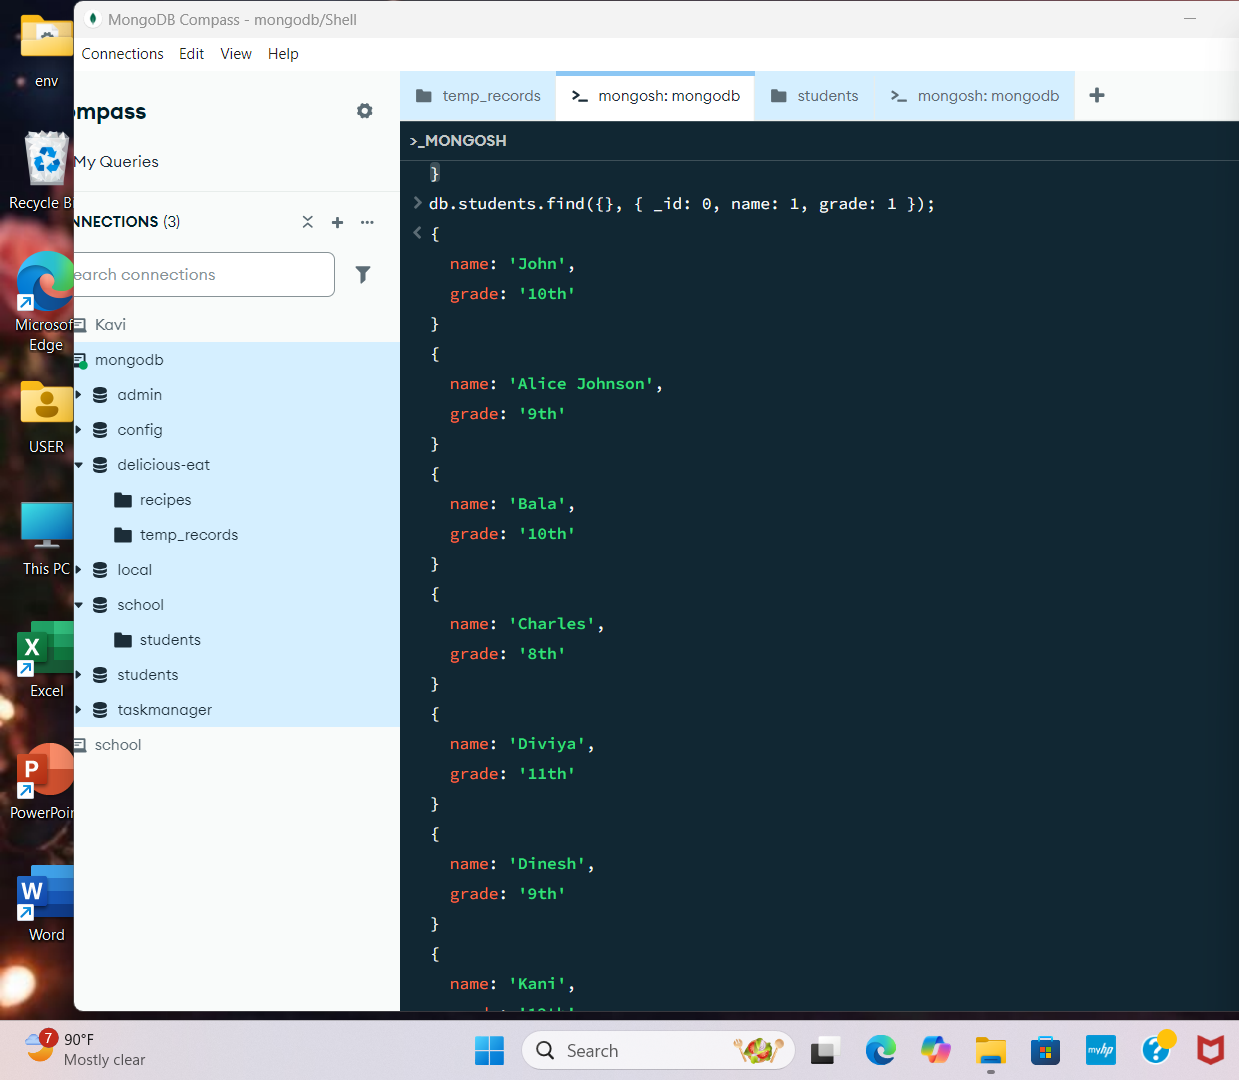 MongoDB Compass - mongodb/Shell
Connections Edit View Help
env
Recycle B
Microsof
Edge
USER
This PC
Excel
PowerPoin
Word
ompass
My Queries
NNECTIONS (3)
earch connections
Kavi
mongodb
admin
config
delicious-eat
recipes
temp_records
local
school
students
students
taskmanager
school
temp_records
mongosh: mongodb
students
mongosh: mongodb
>_MONGOSH
}
db.students.find({}, { _id: 0, name: 1, grade: 1 });
{
name: 'John',
grade: '10th'
}
{
name: 'Alice Johnson',
grade: '9th'
}
{
name: 'Bala',
grade: '10th'
}
{
name: 'Charles',
grade: '8th'
}
{
name: 'Diviya',
grade: '11th'
}
{
name: 'Dinesh',
grade: '9th'
}
{
name: 'Kani',
7
90°F
Mostly clear
Search
myhp